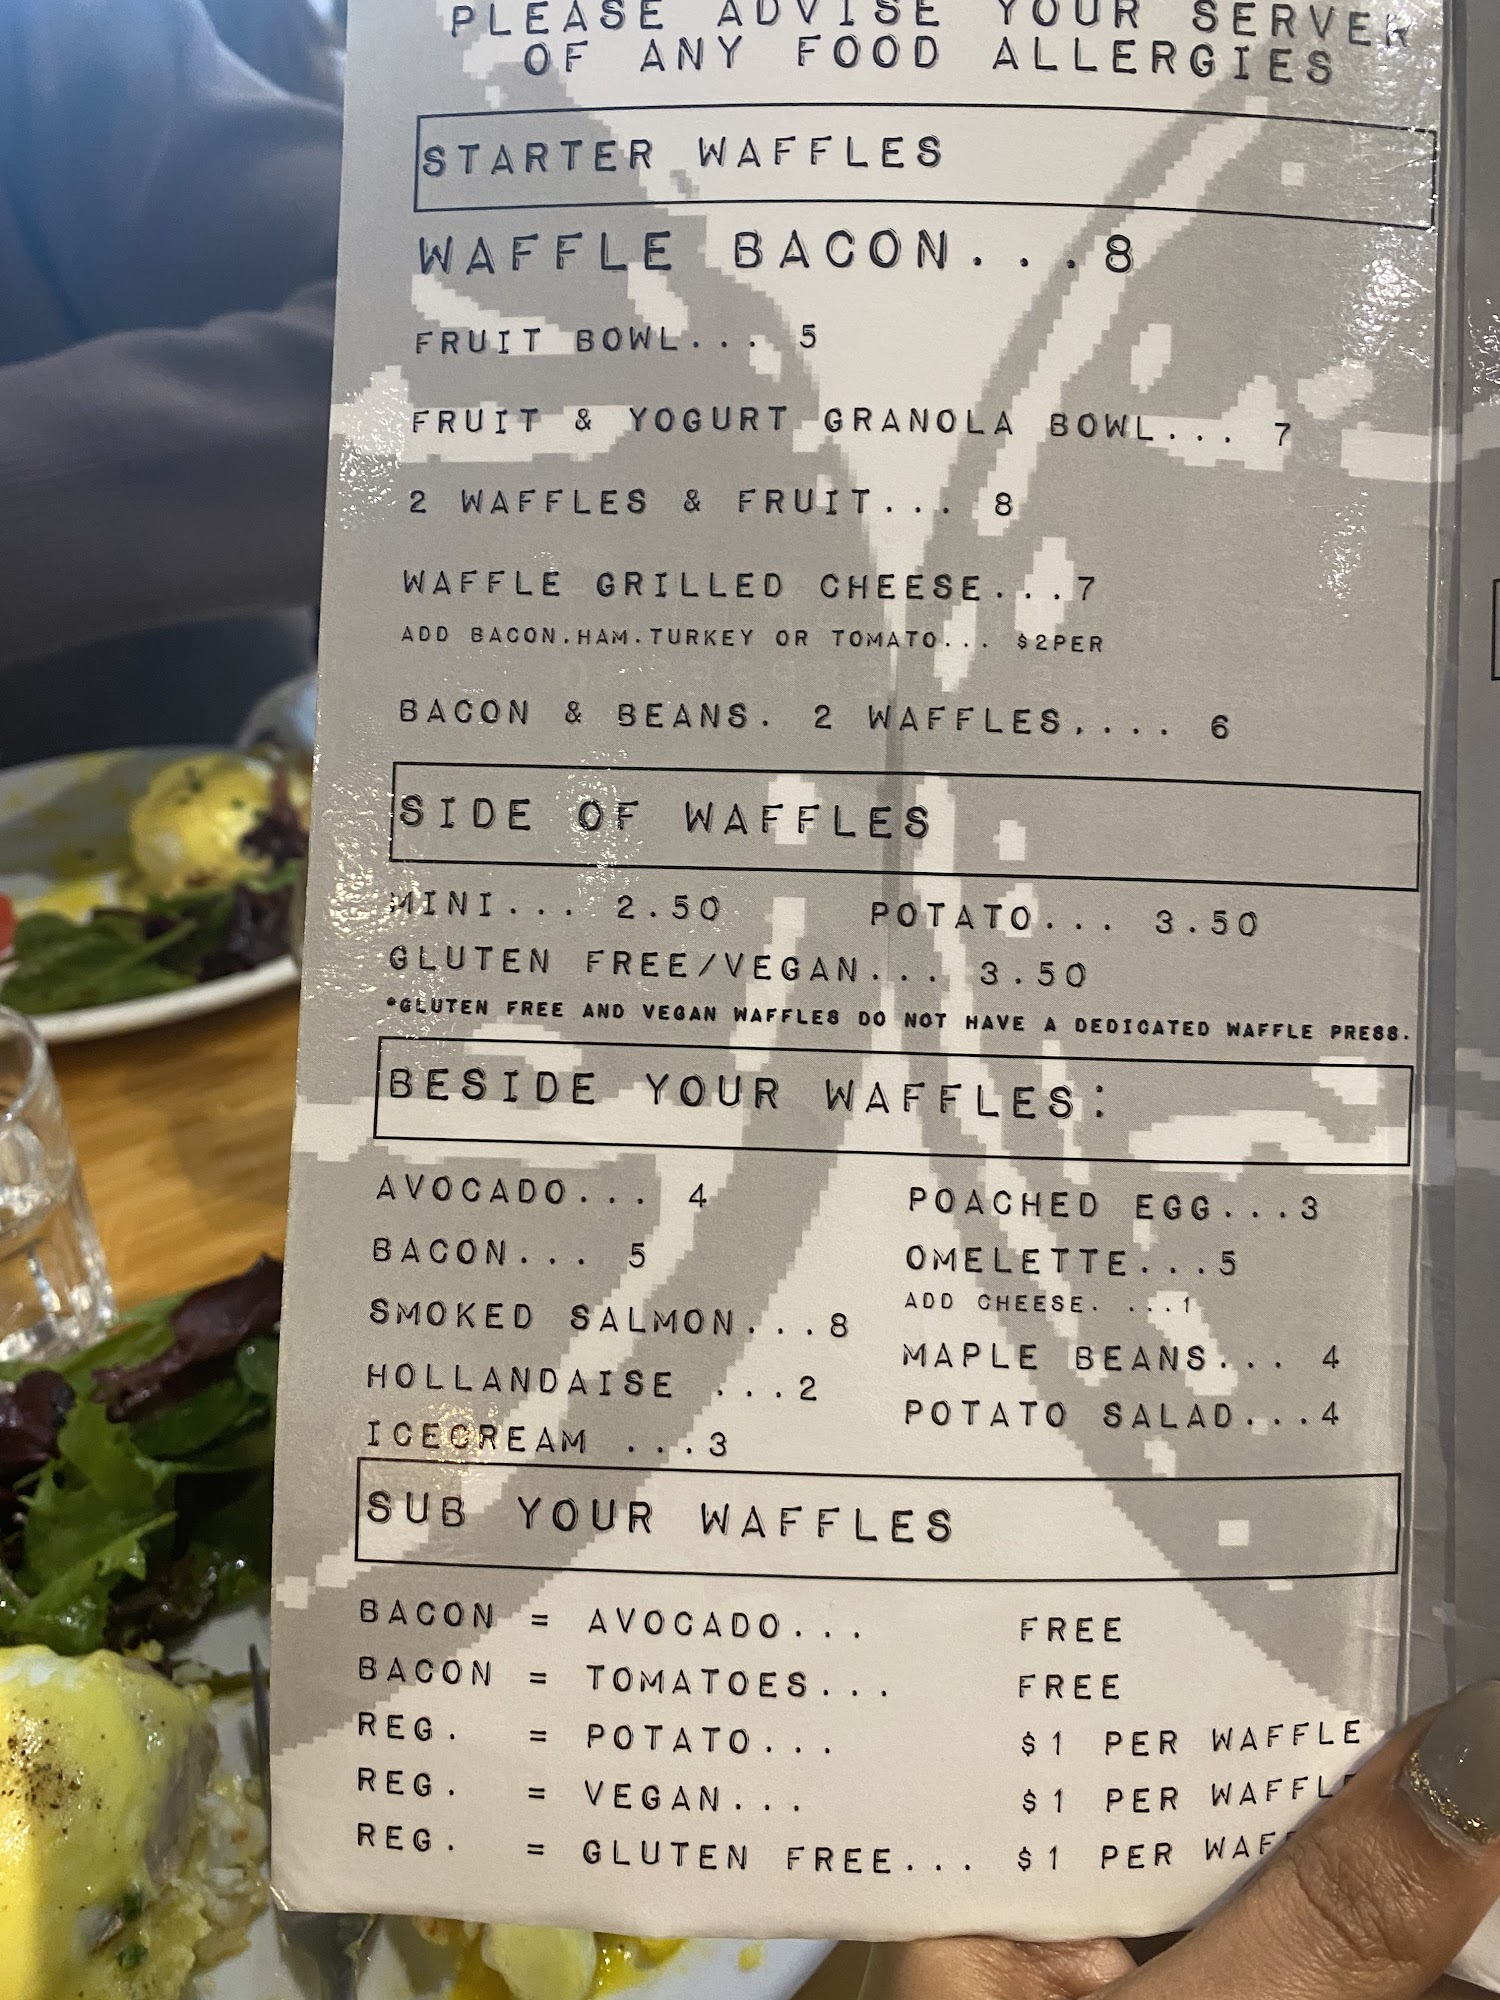 PLEASE ADVISE YOUR SERVER
OF ANY FOOD ALLERGIES
STARTER WAFFLES
WAFFLE BACON...8
FRUIT BOWL... 5
FRUIT & YOGURT GRANOLA BOWL... 7
2 WAFFLES & FRUIT... 8
WAFFLE GRILLED CHEESE...7
ADD BACON.HAM.TURKEY OR TOMATO... $2PER
BACON & BEANS. 2 WAFFLES.... 6
SIDE OF WAFFLES
MINI... 2.50 POTATO... 3.50
GLUTEN FREE/VEGAN... 3.50
*GLUTEN FREE AND VEGAN WAFFLES DO NOT HAVE A DEDICATED WAFFLE PRESS.
BESIDE YOUR WAFFLES:
AVOCADO... 4
BACON... 5
SMOKED SALMON...8
HOLLANDAISE ...2
ICECREAM ...3
POACHED EGG...3
OMELETTE...5
ADD CHEESE. ...1
MAPLE BEANS... 4
POTATO SALAD...4
SUB YOUR WAFFLES
BACON = AVOCADO... FREE
BACON = TOMATOES... FREE
REG. = POTATO... $1 PER WAFFLE
REG. = VEGAN... $1 PER WAFFL
REG. = GLUTEN FREE... $1 PER WAF